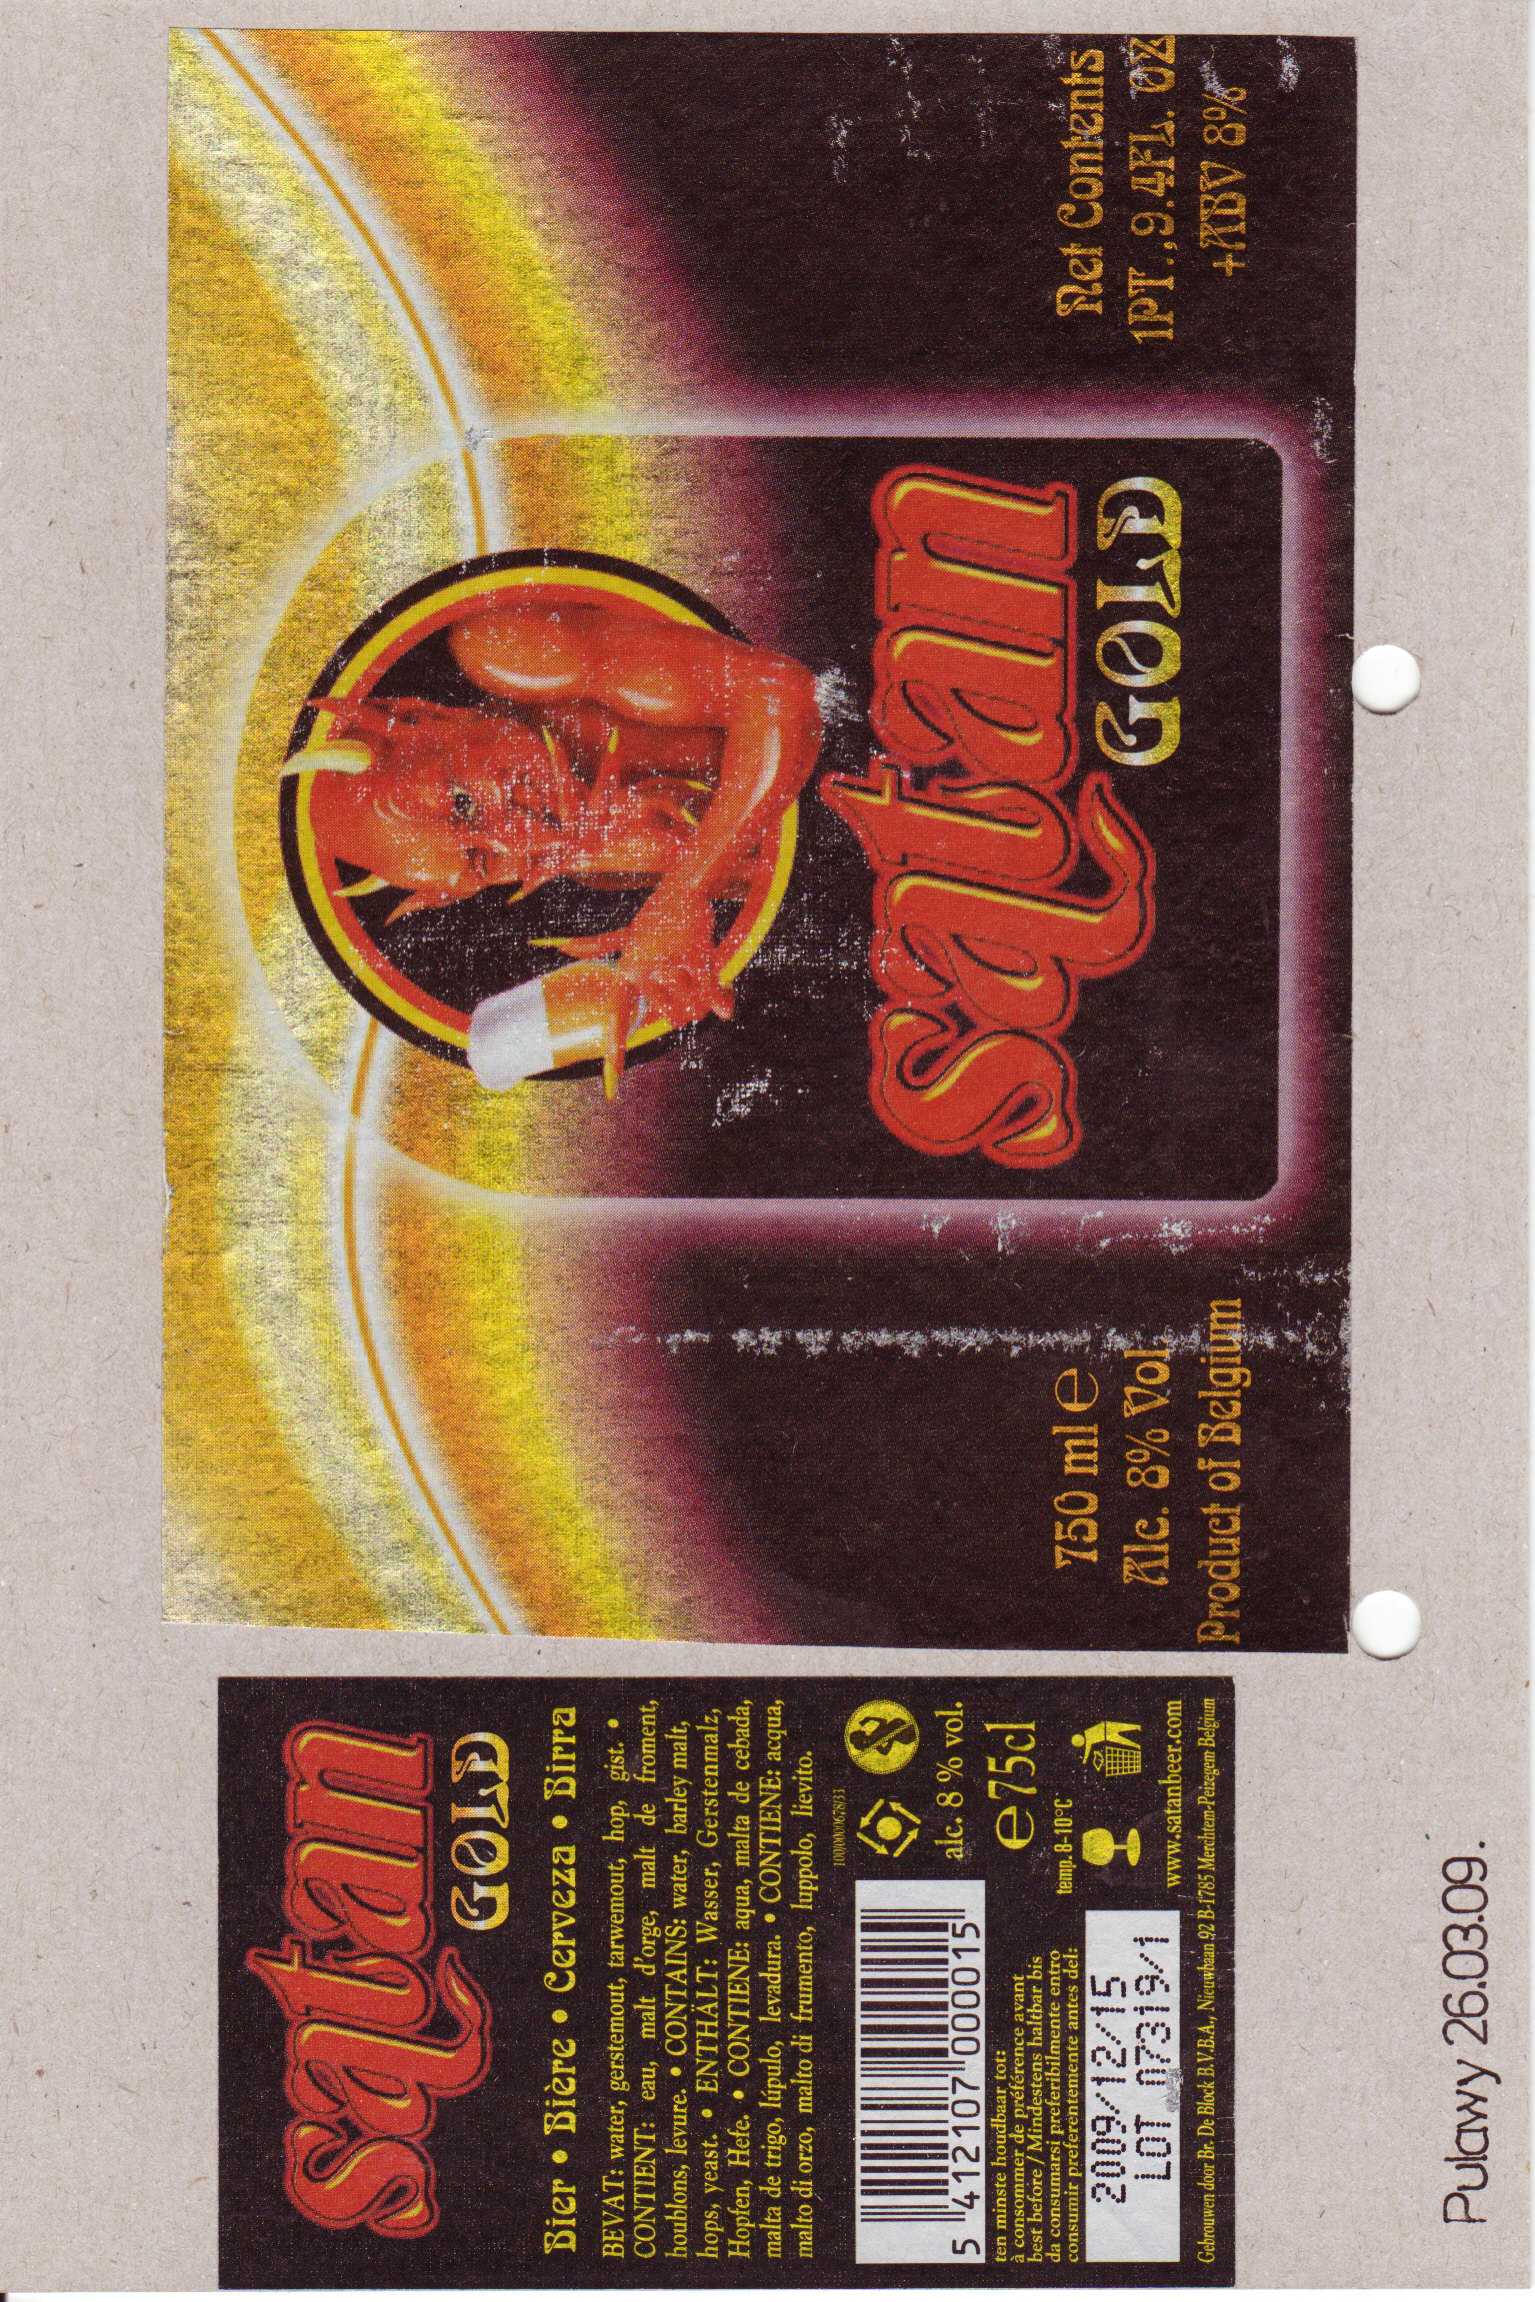 satan
GOLD
Bier • Bière • Cerveza • Birra
BEVAT: water, gerstemout, tarwemout, hop, gist. •
CONTIENT: eau, malt d'orge, malt de froment,
houblons, levure. • CONTAINS: water, barley malt,
hops, yeast. • ENTHÄLT: Wasser, Gerstenmalz,
Hopfen, Hefe. • CONTIENE: aqua, malta de cebada,
malta de trigo, lúpulo, levadura. • CONTIENE: acqua,
malto di orzo, malto di frumento, luppolo, lievito.
5 412107 000015
alc. 8 % vol.
e 75cl
temp. 8-10°C
ten minste houdbaar tot:
à consommer de préférence avant
best before / Mindestens haltbar bis
da consumarsi preferibilmente entro
consumir preferentemente antes del:
2009/12/15
LOT 07319/1
www.satanbeer.com
Gebrouwen door Br. De Block B.V.B.A., Nieuwbaan 92 B-1785 Merchtem-Peizegem Belgium
750 ml e
Alc. 8% Vol.
Product of Belgium
satan
GOLD
Net Contents
1PT.,9.4FL. OZ
+ABV 8%
Pulawy 26.03.09.